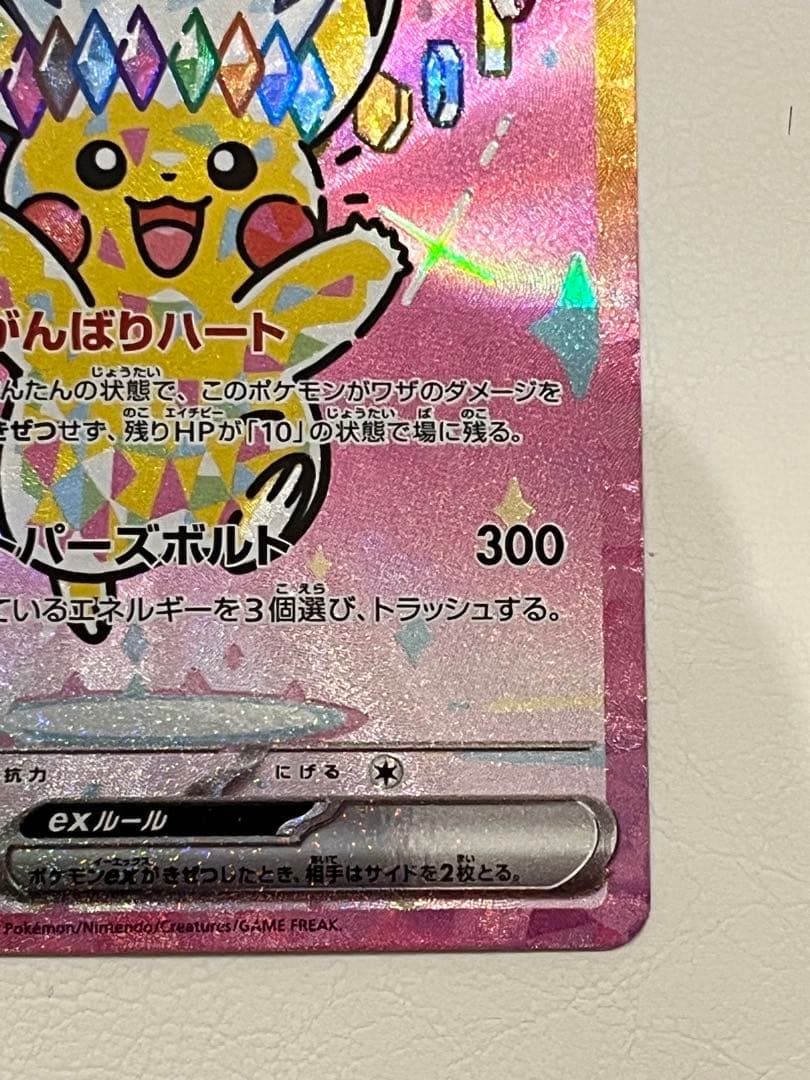 がんばりハート
んたんの状態で、このポケモンがワザのダメージを
きぜつせず、残りHPが「10」の状態で場に残る。
パーズボルト 300
ているエネルギーを3個選び、トラッシュする。
抗力 にげる
exルール
ポケモンexがきぜつしたとき、相手はサイドを2枚とる。
Pokémon/Nintendo/Creatures/GAME FREAK.